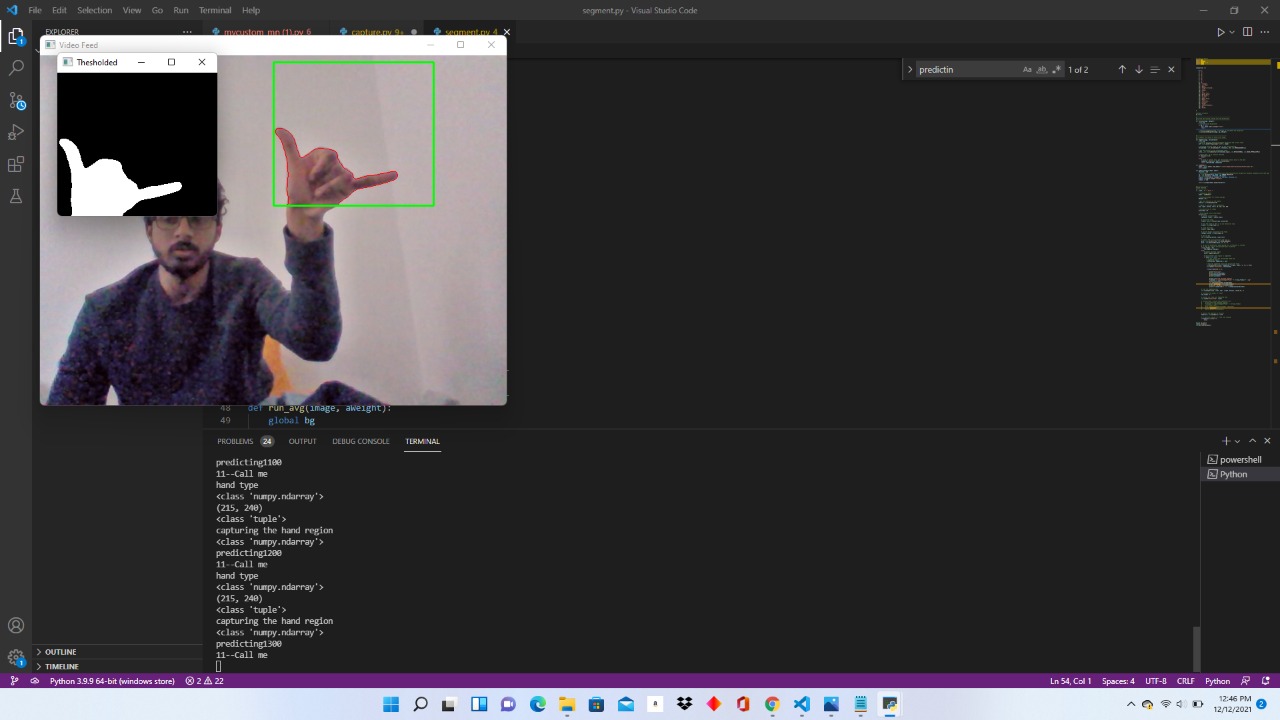 File Edit Selection View Go Run Terminal Help
segment.py - Visual Studio Code
EXPLORER
mycustom_mn (1).py 6
capture.py 9+
segment.py 4
Video Feed
Thesholded
predictin
Aa ab
1 of 2
48 def run_avg(image, aWeight):
49 global bg
PROBLEMS 24 OUTPUT DEBUG CONSOLE TERMINAL
powershell
Python
predicting1100
11--Call me
hand type
<class 'numpy.ndarray'>
(215, 240)
<class 'tuple'>
capturing the hand region
<class 'numpy.ndarray'>
predicting1200
11--Call me
hand type
<class 'numpy.ndarray'>
(215, 240)
<class 'tuple'>
capturing the hand region
<class 'numpy.ndarray'>
predicting1300
11--Call me
OUTLINE
TIMELINE
Python 3.9.9 64-bit (windows store) 2 22
Ln 54, Col 1 Spaces: 4 UTF-8 CRLF Python
12:46 PM
12/12/2021
2